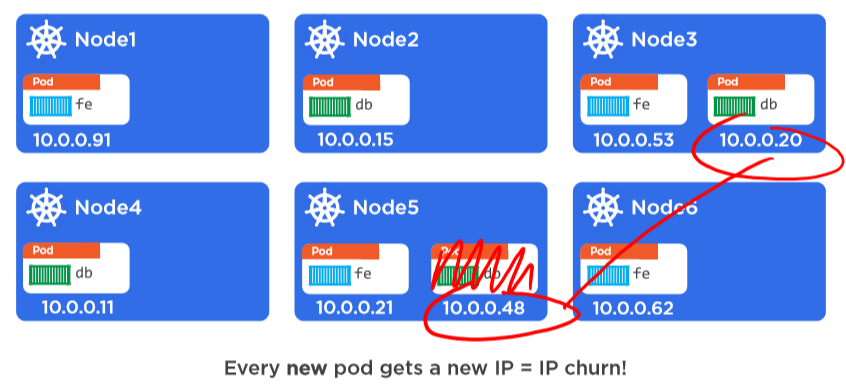 Node1
Pod
fe
10.0.0.91
Node2
Pod
db
10.0.0.15
Node3
Pod
fe
10.0.0.53
Pod
db
10.0.0.20
Node4
Pod
db
10.0.0.11
Node5
Pod
fe
10.0.0.21
Pod
db
10.0.0.48
Node6
Pod
fe
10.0.0.62
Every new pod gets a new IP = IP churn!